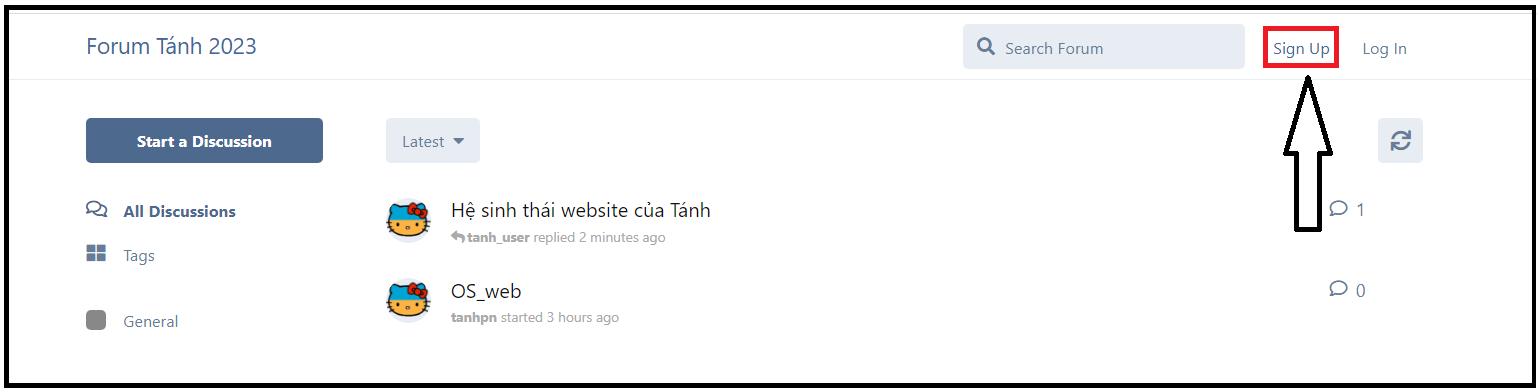 Forum Tánh 2023
Search Forum
Sign Up
Log In
Start a Discussion
Latest
All Discussions
Tags
General
Hệ sinh thái website của Tánh
1
tanh_user replied 2 minutes ago
OS_web
0
tanhpn started 3 hours ago